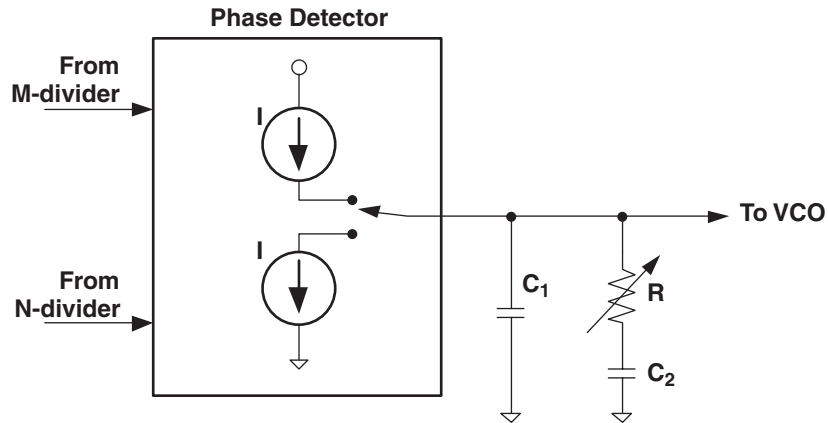 Phase Detector
From
M-divider
I
To VCO
I
From
N-divider
C1
R
C2